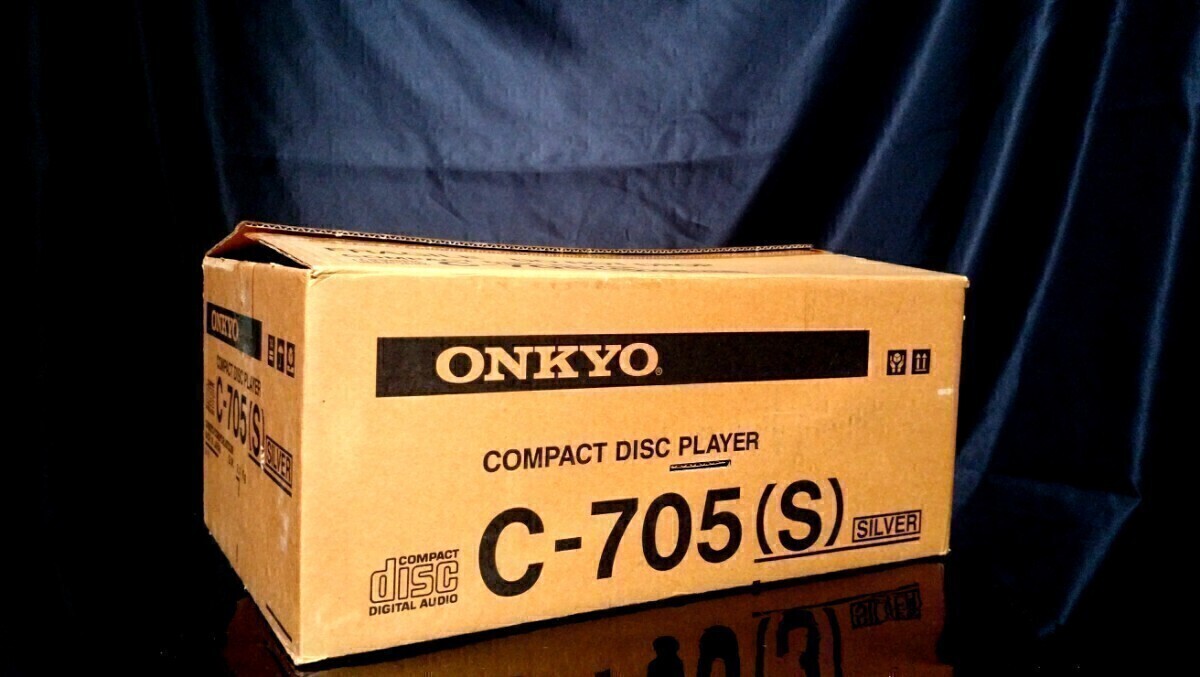 ONKYO®
COMPACT DISC PLAYER
C-705(S) SILVER
COMPACT
disc
DIGITAL AUDIO
ONKYO
COMPACT DISC PLAYER
C-705(S)
SILVER